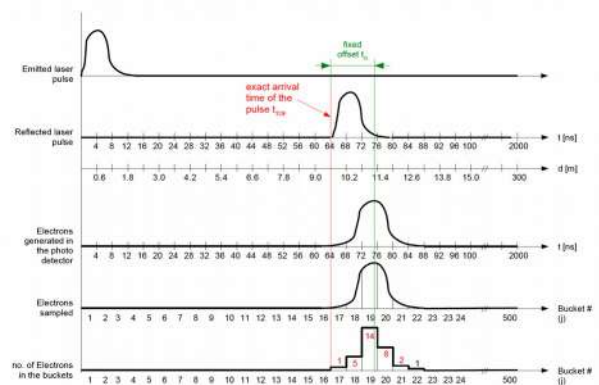 fixed
offset t
Emitted laser
pulse
exact arrival
time of the
pulse t
Reflected laser
pulse
t [ns]
4 8 12 16 20 24 28 32 36 40 44 48 52 56 60 64 68 72 76 80 84 88 92 96 100 // 2000
d [m]
0.6 1.8 3.0 4.2 5.4 6.6 7.8 9.0 10.2 11.4 12.6 13.8 15.0 // 300
Electrons
generated in
the photo
detector
t [ns]
4 8 12 16 20 24 28 32 36 40 44 48 52 56 60 64 68 72 76 80 84 88 92 96 100 // 2000
Electrons
sampled
Bucket #
(j)
1 2 3 4 5 6 7 8 9 10 11 12 13 14 15 16 17 18 19 20 21 22 23 24 // 500
1 5 14 8 2 1
no. of Electrons
in the buckets
Bucket #
(j)
1 2 3 4 5 6 7 8 9 10 11 12 13 14 15 16 17 18 19 20 21 22 23 24 // 500